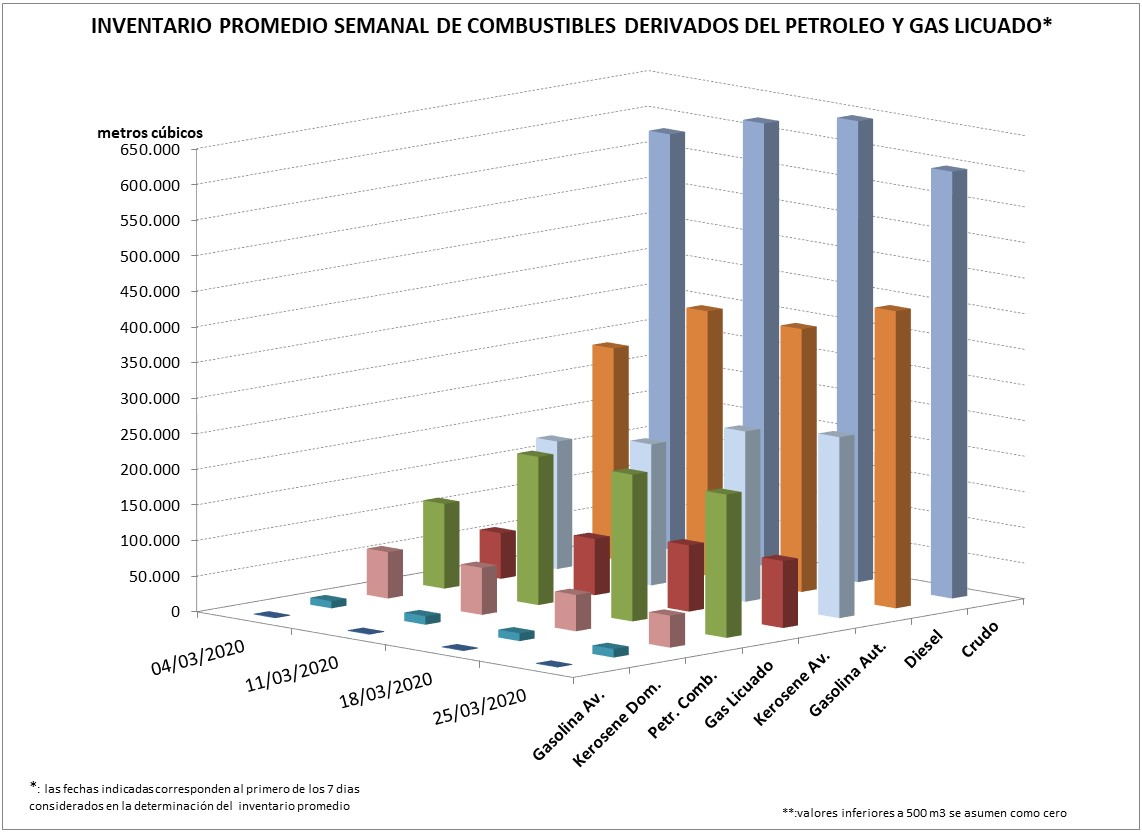 INVENTARIO PROMEDIO SEMANAL DE COMBUSTIBLES DERIVADOS DEL PETROLEO Y GAS LICUADO*
metros cúbicos
650.000
600.000
550.000
500.000
450.000
400.000
350.000
300.000
250.000
200.000
150.000
100.000
50.000
0
04/03/2020
11/03/2020
18/03/2020
25/03/2020
Gasolina Av.
Kerosene Dom.
Petr. Comb.
Gas Licuado
Kerosene Av.
Gasolina Aut.
Diesel
Crudo
*: las fechas indicadas corresponden al primero de los 7 dias
considerados en la determinación del inventario promedio
**:valores inferiores a 500 m3 se asumen como cero